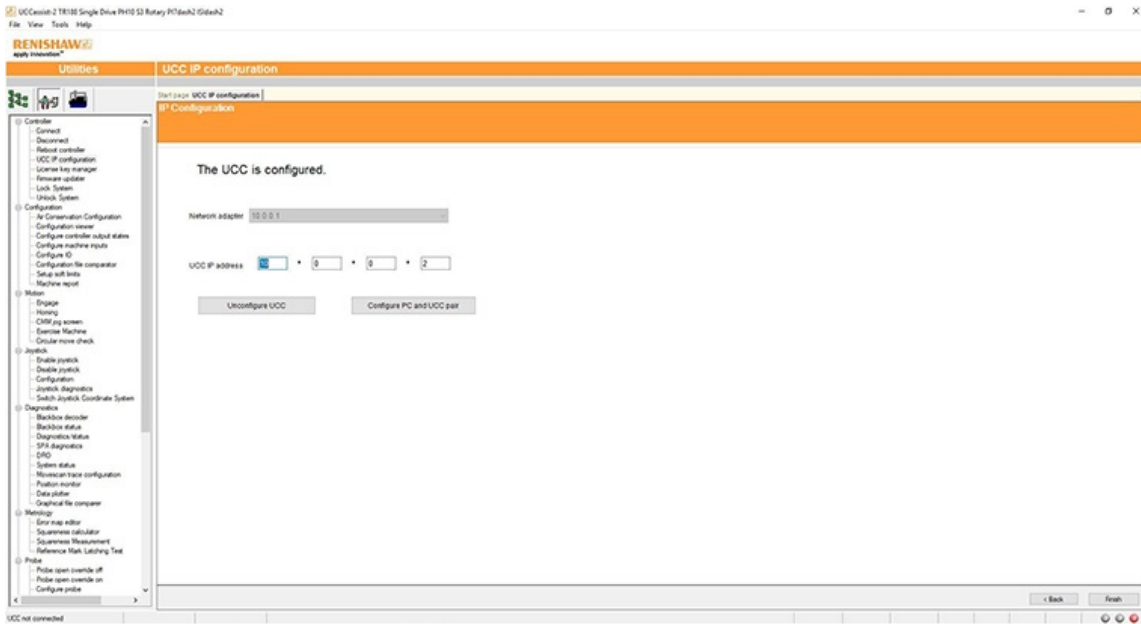 UCCassist-2 TR188 Single Drive PH10 S3 Rotary PI7dash2 ISIdash2
File View Tools Help
RENISHAW
apply innovation™
Utilities
UCC IP configuration
Start page UCC IP configuration
IP Configuration
Controller
Connect
Disconnect
Reboot controller
UCC IP configuration
License key manager
Firmware updater
Lock System
Unlock System
Configuration
Air Conservation Configuration
Configuration viewer
Configure controller output states
Configure machine inputs
Configure IO
Configuration file comparator
Setup soft limits
Machine report
Motion
Engage
Homing
CMM jog screen
Exercise Machine
Circular move check
Joystick
Enable joystick
Disable joystick
Configuration
Joystick diagnostics
Switch Joystick Coordinate System
Diagnostics
Blackbox decoder
Blackbox status
Diagnostics/status
SPA diagnostics
DRO
System status
Movescan trace configuration
Position monitor
Data plotter
Graphical file comparer
Metrology
Error map editor
Squareness calculator
Squareness Measurement
Reference Mark Latching Test
Probe
Probe open override off
Probe open override on
Configure probe
The UCC is configured.
Network adapter 10.0.0.1
UCC IP address 10 • 0 • 0 • 2
Unconfigure UCC Configure PC and UCC pair
< Back Finish
UCC not connected